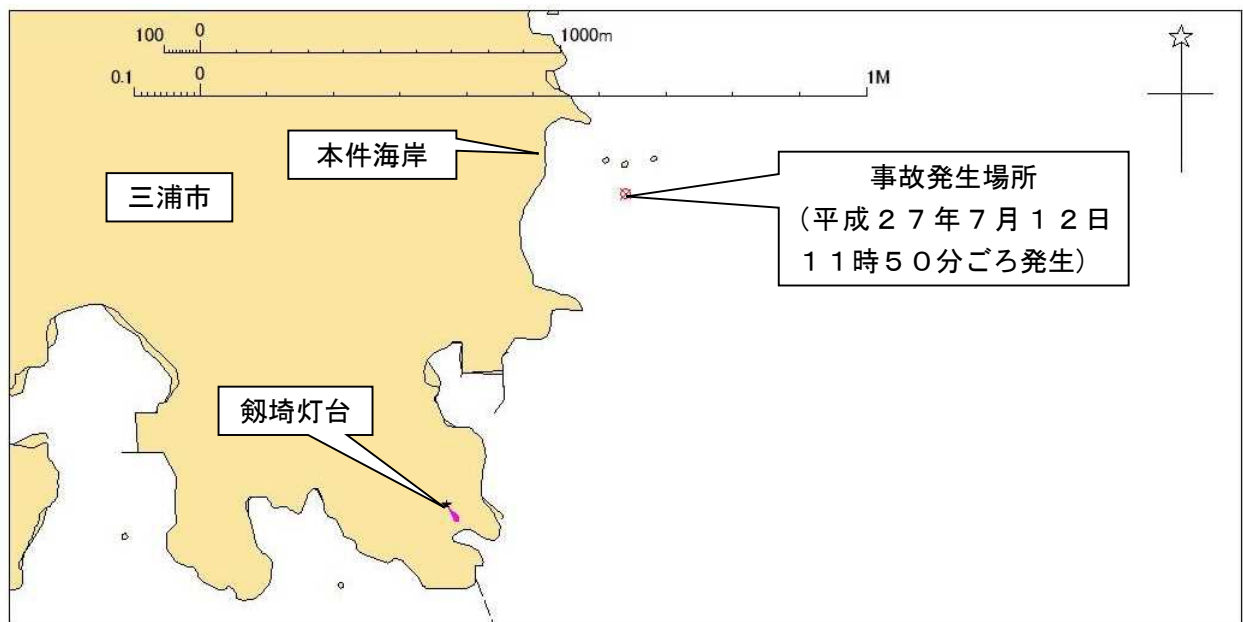 100 0 1000m
0.1 0 1M
本件海岸
三浦市
事故発生場所
(平成27年7月12日
11時50分ごろ発生)
剱埼灯台